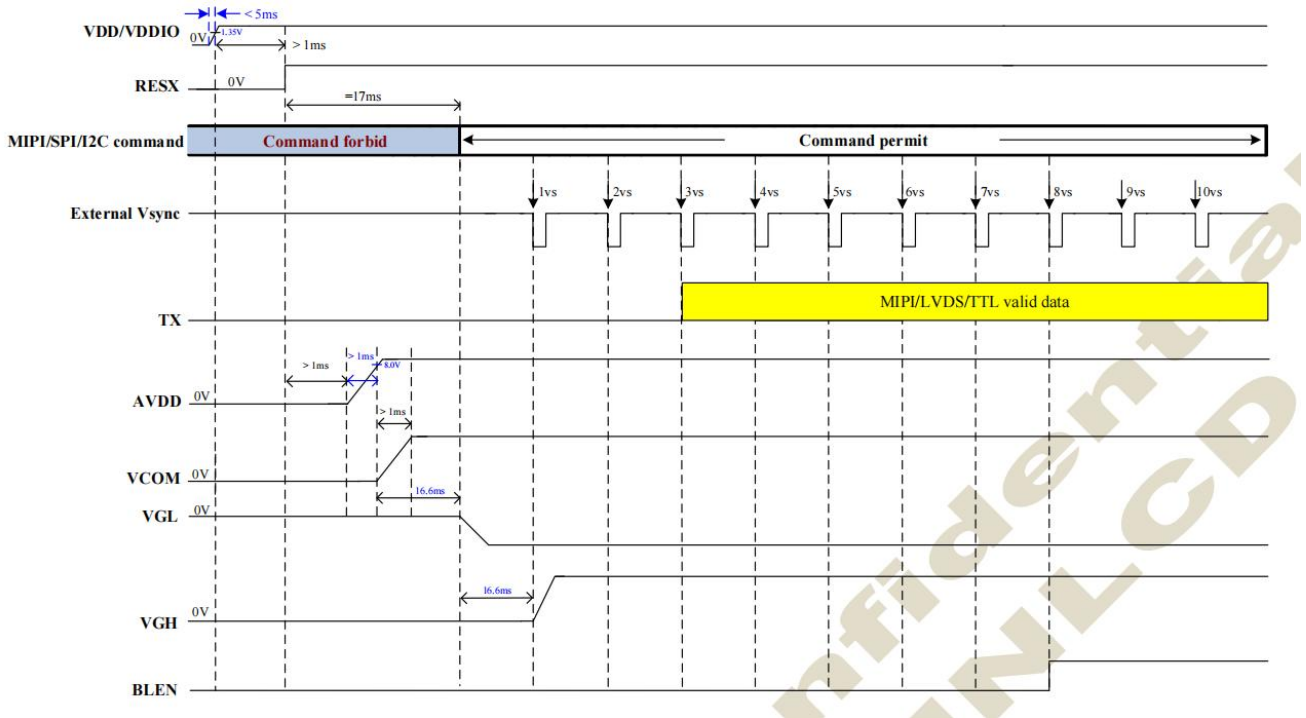 < 5ms
VDD/VDDIO 0V 1.35V
> 1ms
RESX 0V
=17ms
MIPI/SPI/I2C command Command forbid Command permit
1vs 2vs 3vs 4vs 5vs 6vs 7vs 8vs 9vs 10vs
External Vsync
MIPI/LVDS/TTL valid data
TX
> 1ms
> 1ms 8.0V
AVDD 0V
> 1ms
VCOM 0V
16.6ms
VGL 0V
16.6ms
VGH 0V
BLEN
nfidential
NLCD